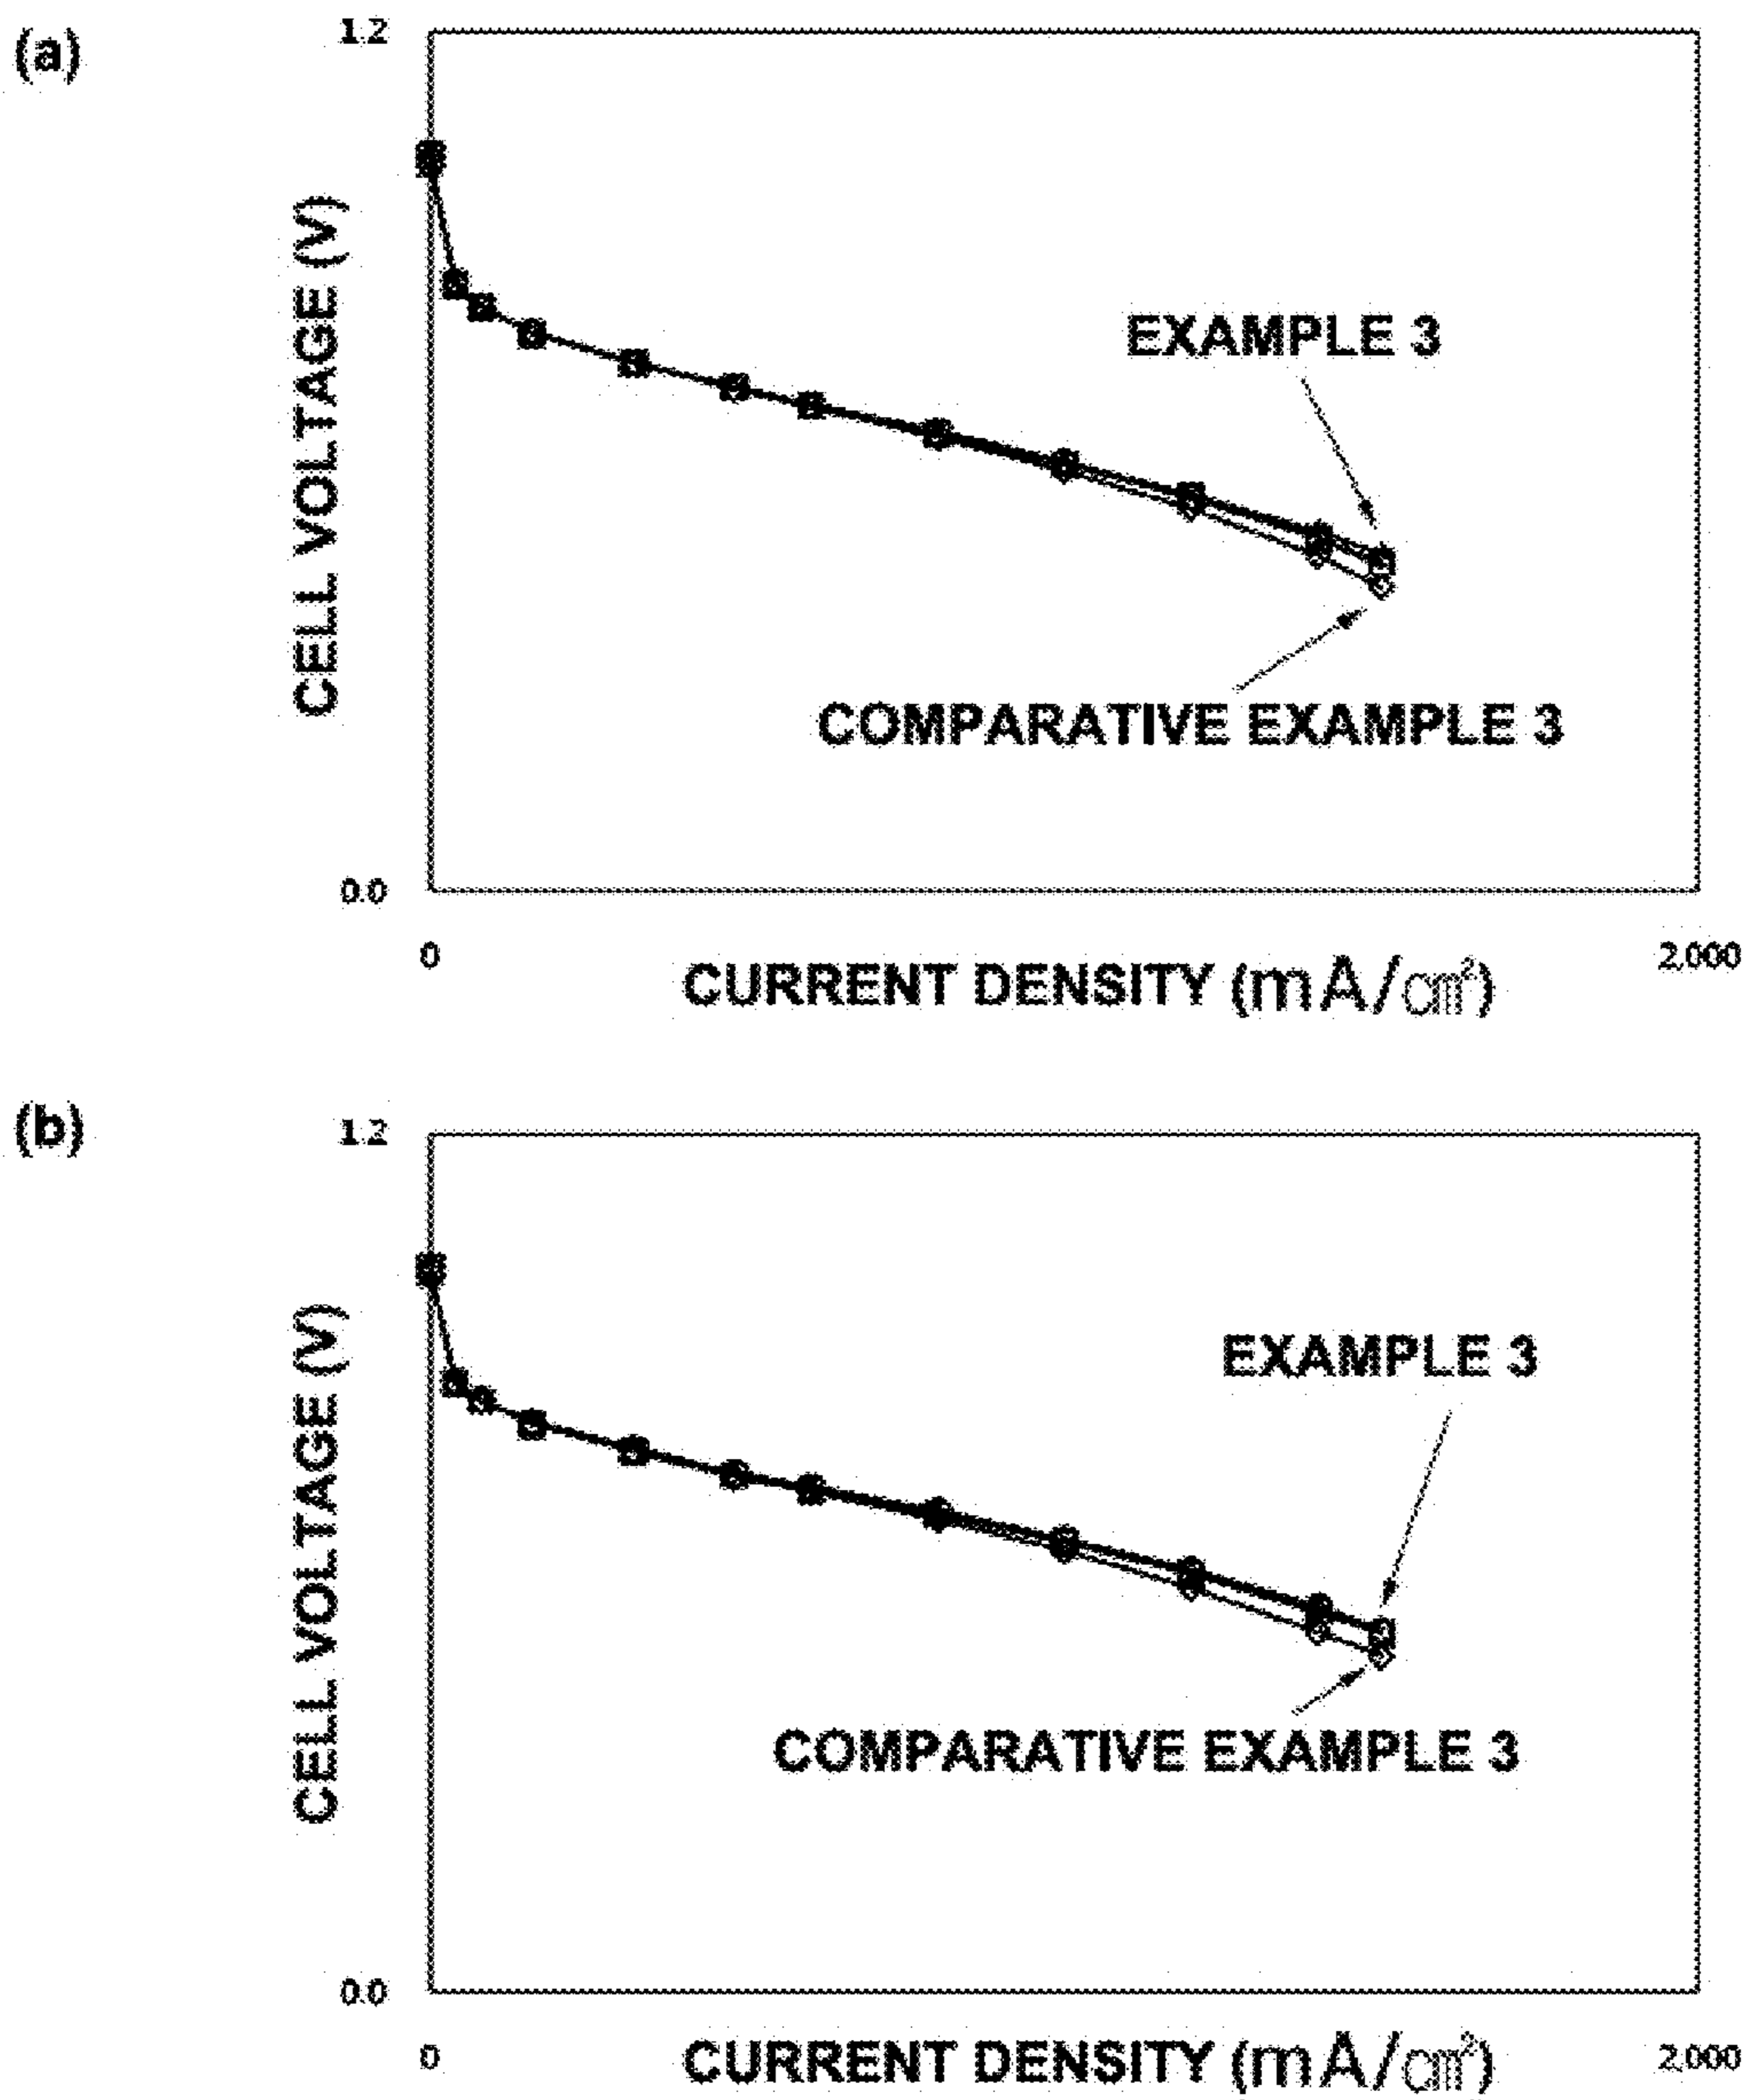 (a)
1.2
CELL VOLTAGE (V)
EXAMPLE 3
COMPARATIVE EXAMPLE 3
0.0
0
2,000
CURRENT DENSITY (mA/㎠)
(b)
1.2
CELL VOLTAGE (V)
EXAMPLE 3
COMPARATIVE EXAMPLE 3
0.0
0
2,000
CURRENT DENSITY (mA/㎠)